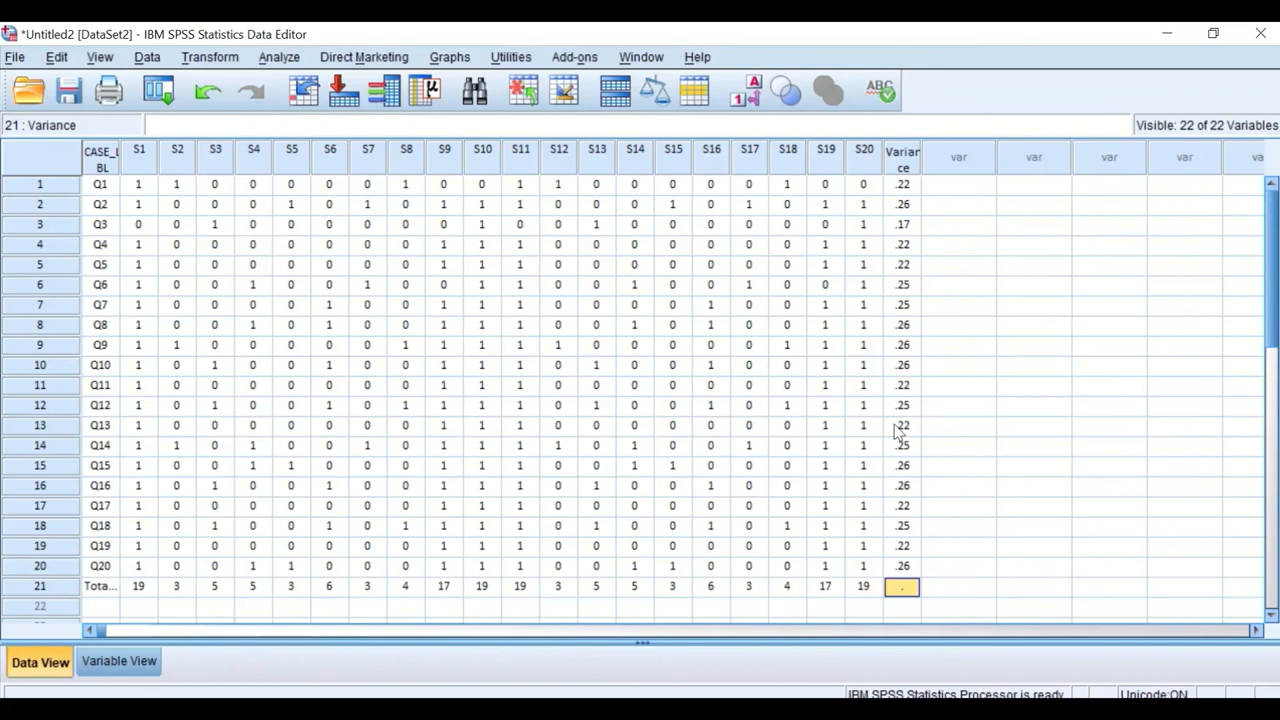 *Untitled2 [DataSet2] - IBM SPSS Statistics Data Editor
File Edit View Data Transform Analyze Direct Marketing Graphs Utilities Add-ons Window Help
21 : Variance Visible: 22 of 22 Variables
CASE_L BL S1 S2 S3 S4 S5 S6 S7 S8 S9 S10 S11 S12 S13 S14 S15 S16 S17 S18 S19 S20 Varian ce var var var var va
1 Q1 1 1 0 0 0 0 0 1 0 0 1 1 0 0 0 0 0 1 0 0 .22
2 Q2 1 0 0 0 1 0 1 0 1 1 1 0 0 0 1 0 1 0 1 1 .26
3 Q3 0 0 1 0 0 0 0 0 0 1 0 0 1 0 0 0 0 0 0 1 .17
4 Q4 1 0 0 0 0 0 0 0 1 1 1 0 0 0 0 0 0 0 1 1 .22
5 Q5 1 0 0 0 0 0 0 0 1 1 1 0 0 0 0 0 0 0 1 1 .22
6 Q6 1 0 0 1 0 0 1 0 0 1 1 0 0 1 0 0 1 0 0 1 .25
7 Q7 1 0 0 0 0 1 0 0 1 1 1 0 0 0 0 1 0 0 1 1 .25
8 Q8 1 0 0 1 0 1 0 0 1 1 1 0 0 1 0 1 0 0 1 1 .26
9 Q9 1 1 0 0 0 0 0 1 1 1 1 1 0 0 0 0 0 1 1 1 .26
10 Q10 1 0 1 0 0 1 0 0 1 1 1 0 1 0 0 1 0 0 1 1 .26
11 Q11 1 0 0 0 0 0 0 0 1 1 1 0 0 0 0 0 0 0 1 1 .22
12 Q12 1 0 1 0 0 1 0 1 1 1 1 0 1 0 0 1 0 1 1 1 .25
13 Q13 1 0 0 0 0 0 0 0 1 1 1 0 0 0 0 0 0 0 1 1 .22
14 Q14 1 1 0 1 0 0 1 0 1 1 1 1 0 1 0 0 1 0 1 1 .25
15 Q15 1 0 0 1 1 0 0 0 1 1 1 0 0 1 1 0 0 0 1 1 .26
16 Q16 1 0 1 0 0 1 0 0 1 1 1 0 1 0 0 1 0 0 1 1 .26
17 Q17 1 0 0 0 0 0 0 0 1 1 1 0 0 0 0 0 0 0 1 1 .22
18 Q18 1 0 1 0 0 1 0 1 1 1 1 0 1 0 0 1 0 1 1 1 .25
19 Q19 1 0 0 0 0 0 0 0 1 1 1 0 0 0 0 0 0 0 1 1 .22
20 Q20 1 0 0 1 1 0 0 0 1 1 1 0 0 1 1 0 0 0 1 1 .26
21 Tota... 19 3 5 5 3 6 3 4 17 19 19 3 5 5 3 6 3 4 17 19 .
22
Data View Variable View
IBM SPSS Statistics Processor is ready Unicode:ON